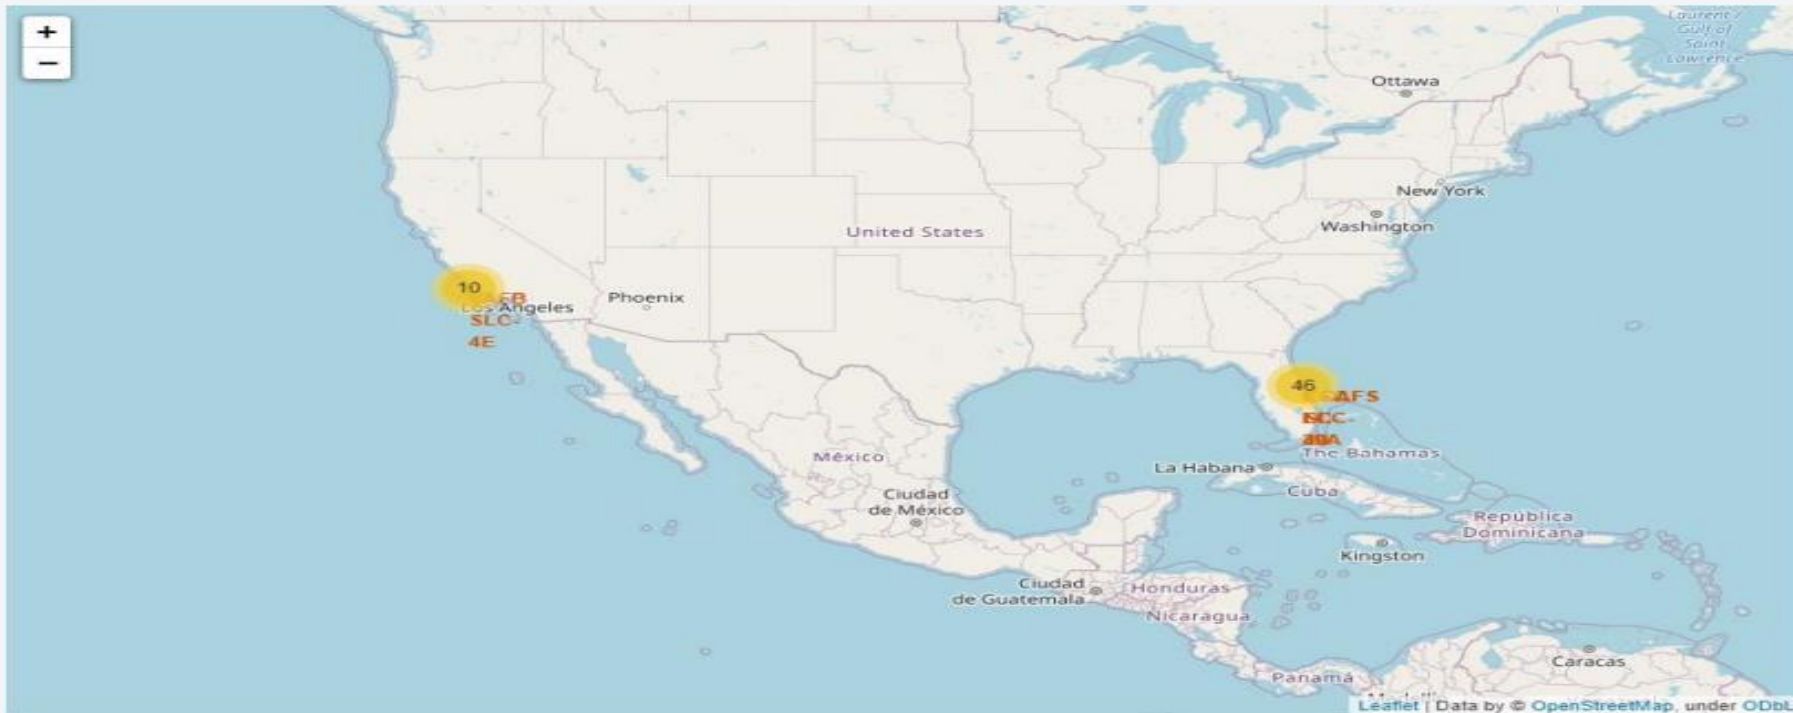 +
−
Laurent /
Gulf of
Saint
Lawrence
Ottawa
New York
Washington
United States
10
Los Angeles
SLC-
4E
Phoenix
46
The Bahamas
La Habana
Cuba
México
Ciudad
de México
República
Dominicana
Kingston
Ciudad
de Guatemala
Honduras
Nicaragua
Caracas
Panamá
Leaflet | Data by © OpenStreetMap, under ODbL